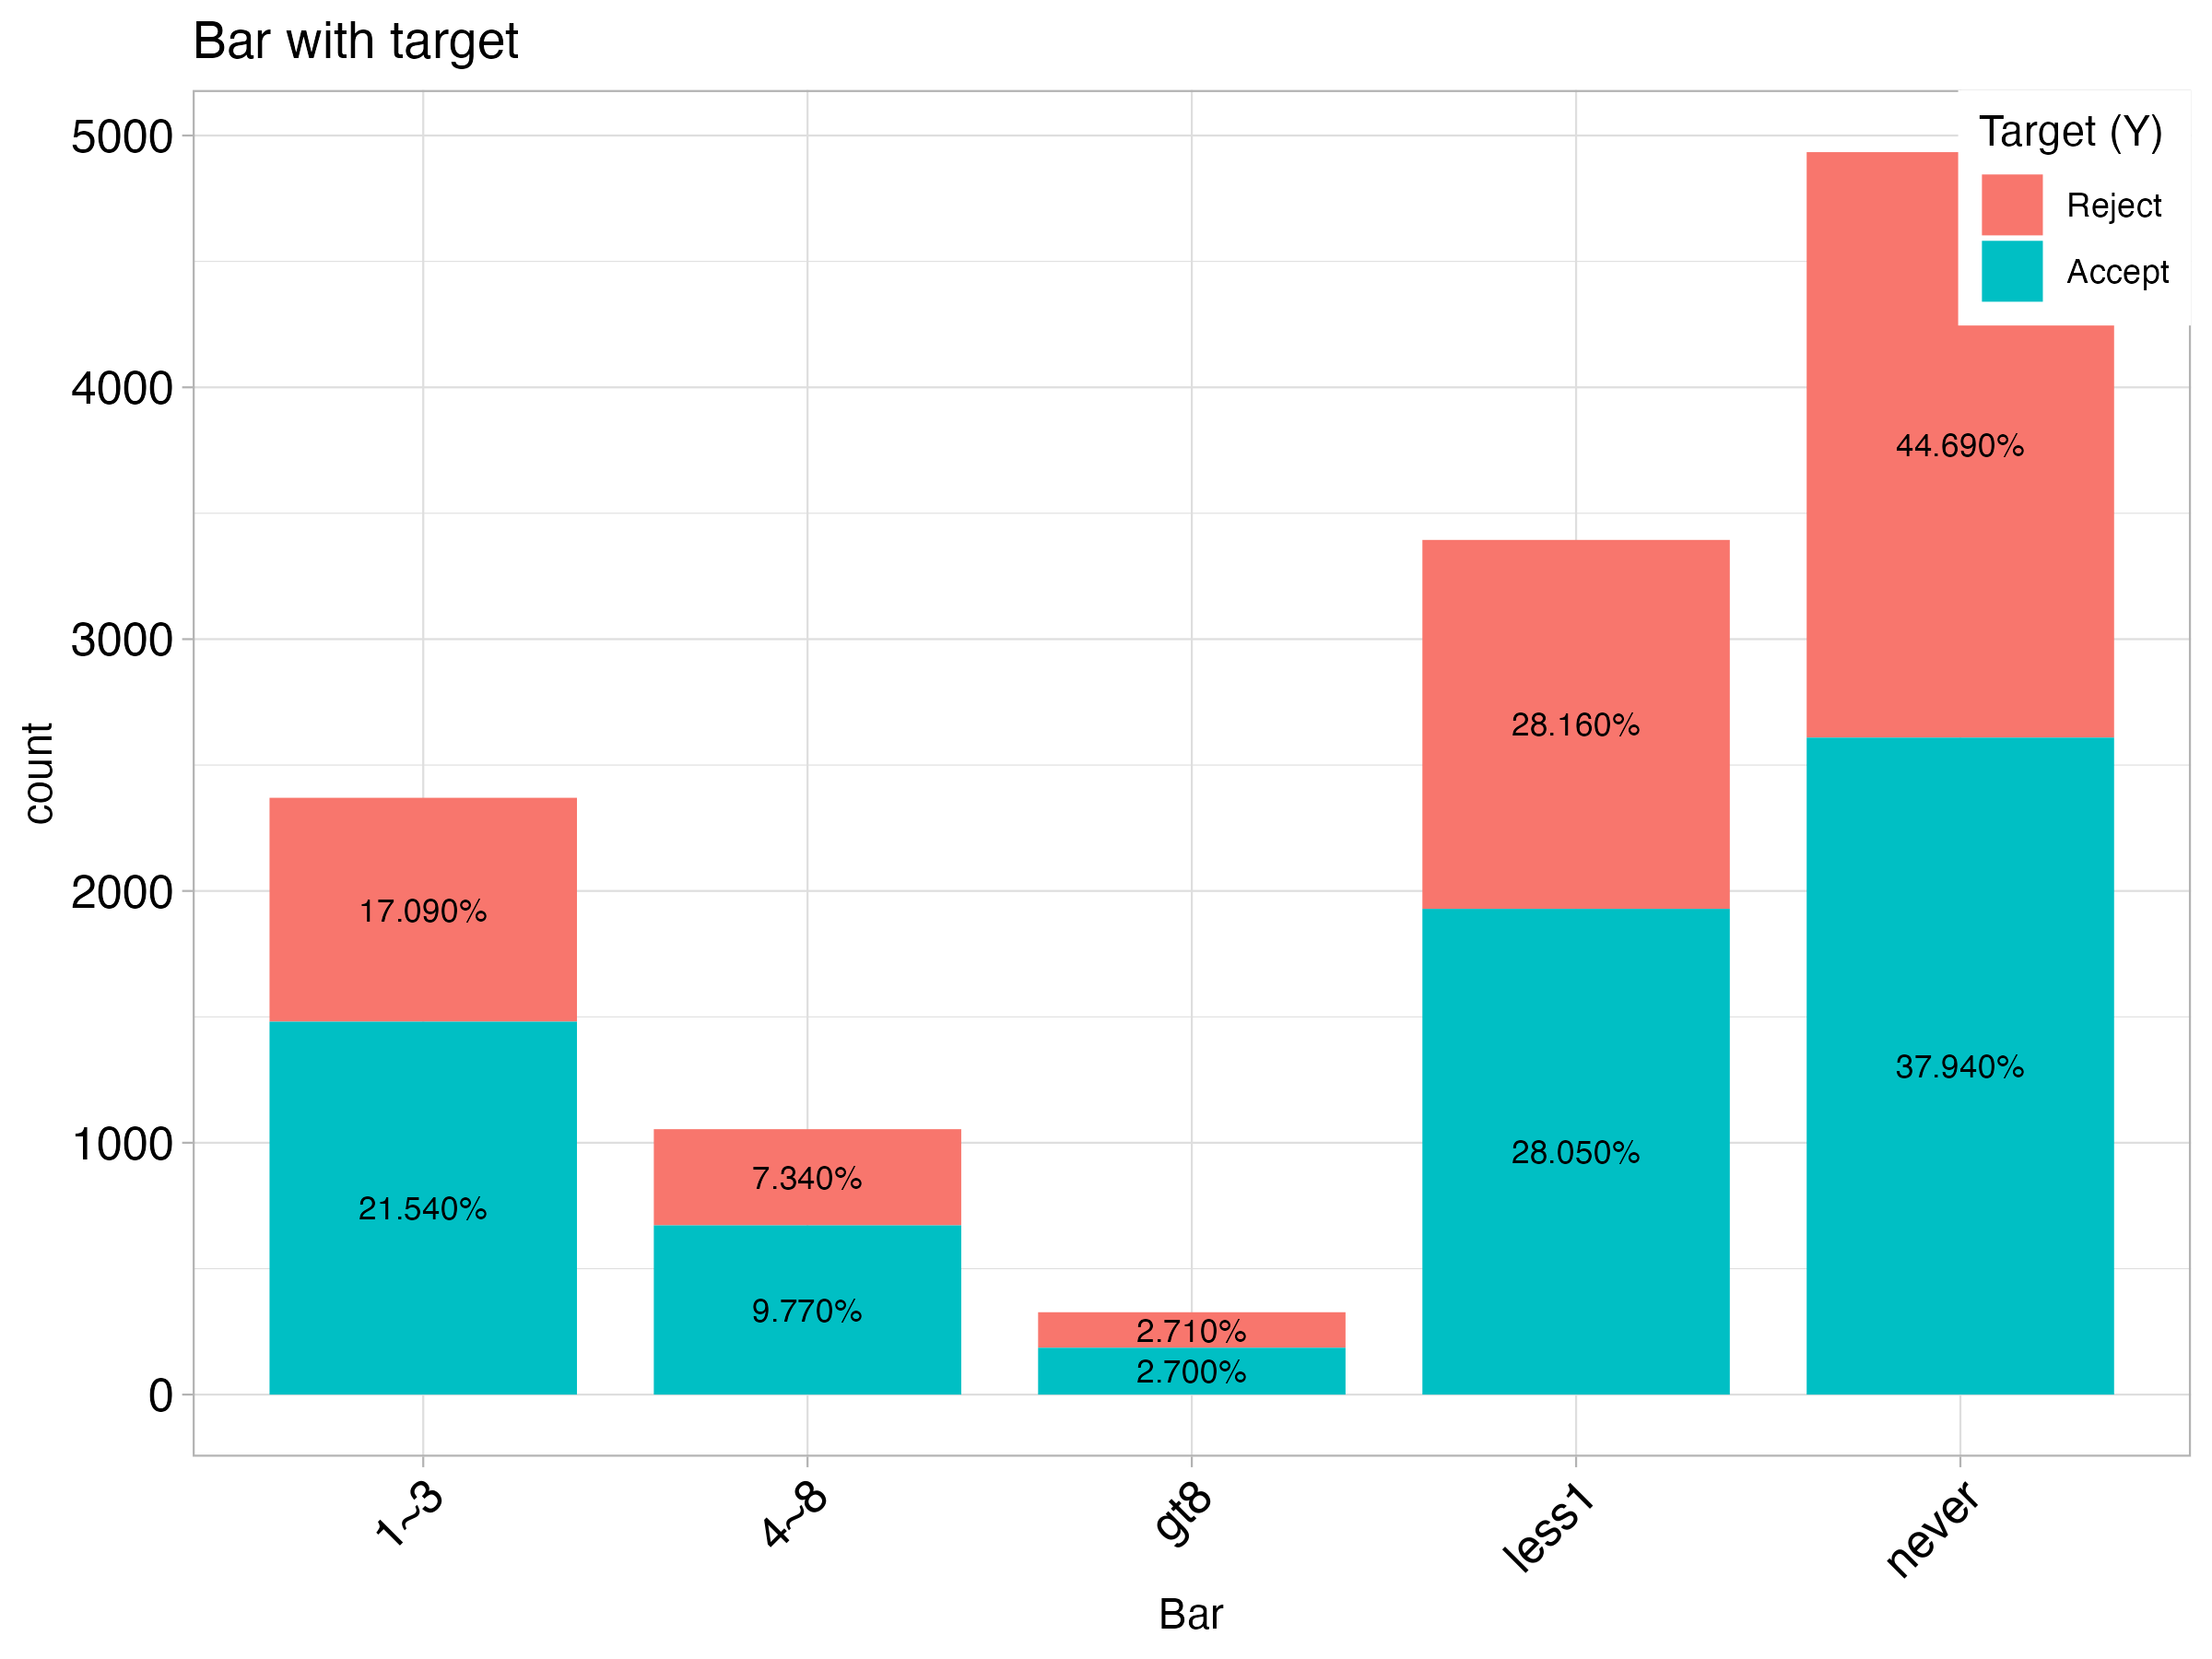 Bar with target
Target (Y)
Reject
Accept
5000
4000
3000
2000
1000
0
count
17.090%
21.540%
7.340%
9.770%
2.710%
2.700%
28.160%
28.050%
44.690%
37.940%
1~3
4~8
gt8
less1
never
Bar